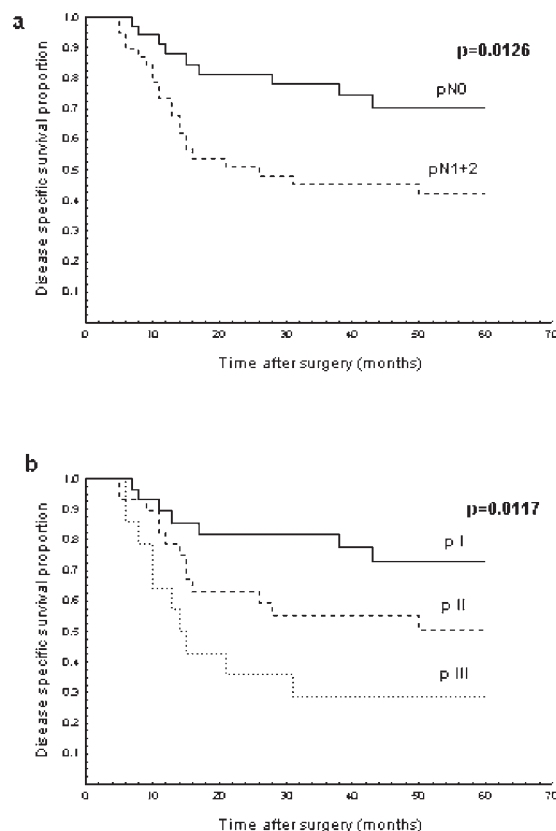 a
p=0.0126
1.0
0.9
0.8
0.7
0.6
0.5
0.4
0.3
0.2
0.1
pN0
pN1+2
Disease specific survival proportion
0 10 20 30 40 50 60 70
Time after surgery (months)
b
p=0.0117
1.0
0.9
0.8
0.7
0.6
0.5
0.4
0.3
0.2
0.1
p I
p II
p III
Disease specific survival proportion
0 10 20 30 40 50 60 70
Time after surgery (months)